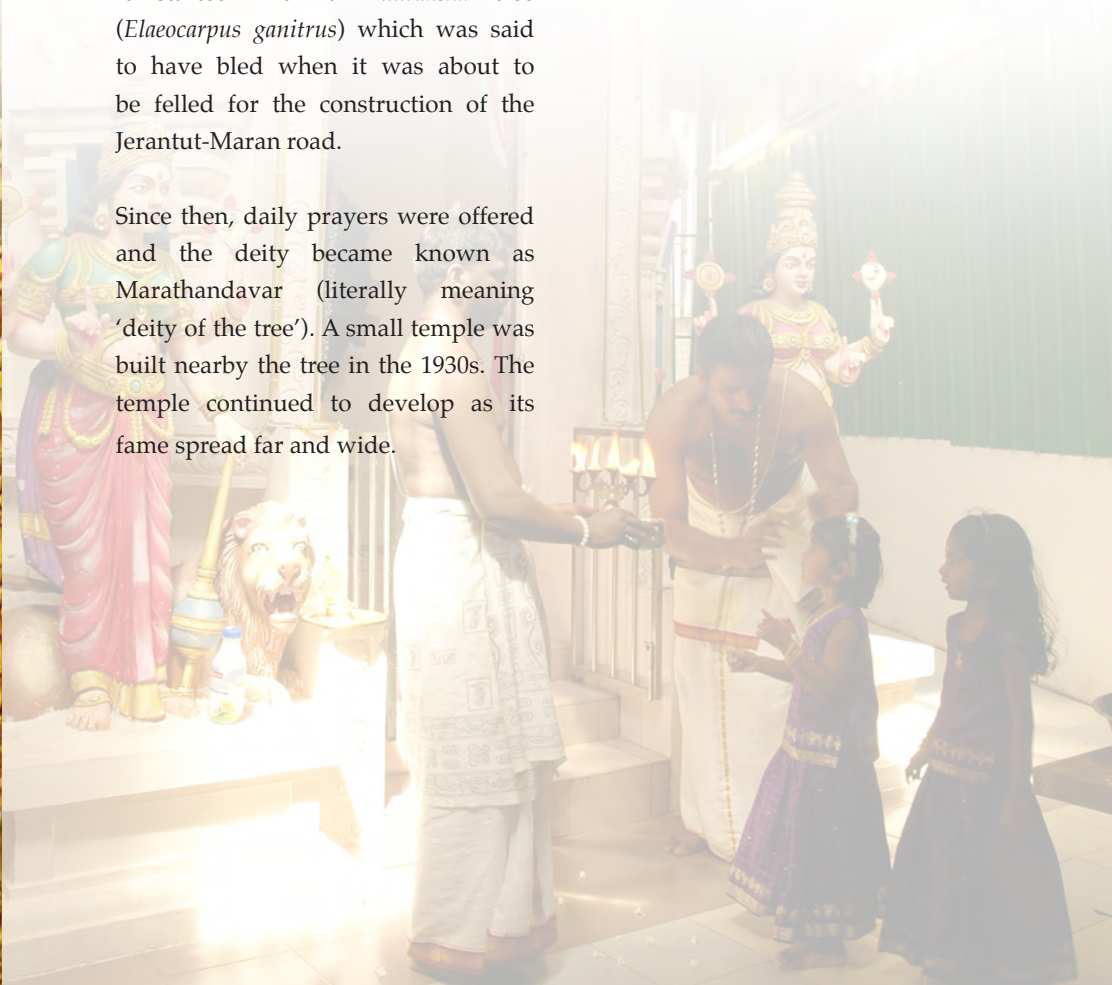 (Elaeocarpus ganitrus) which was said
to have bled when it was about to
be felled for the construction of the
Jerantut-Maran road.
Since then, daily prayers were offered
and the deity became known as
Marathandavar (literally meaning
‘deity of the tree’). A small temple was
built nearby the tree in the 1930s. The
temple continued to develop as its
fame spread far and wide.